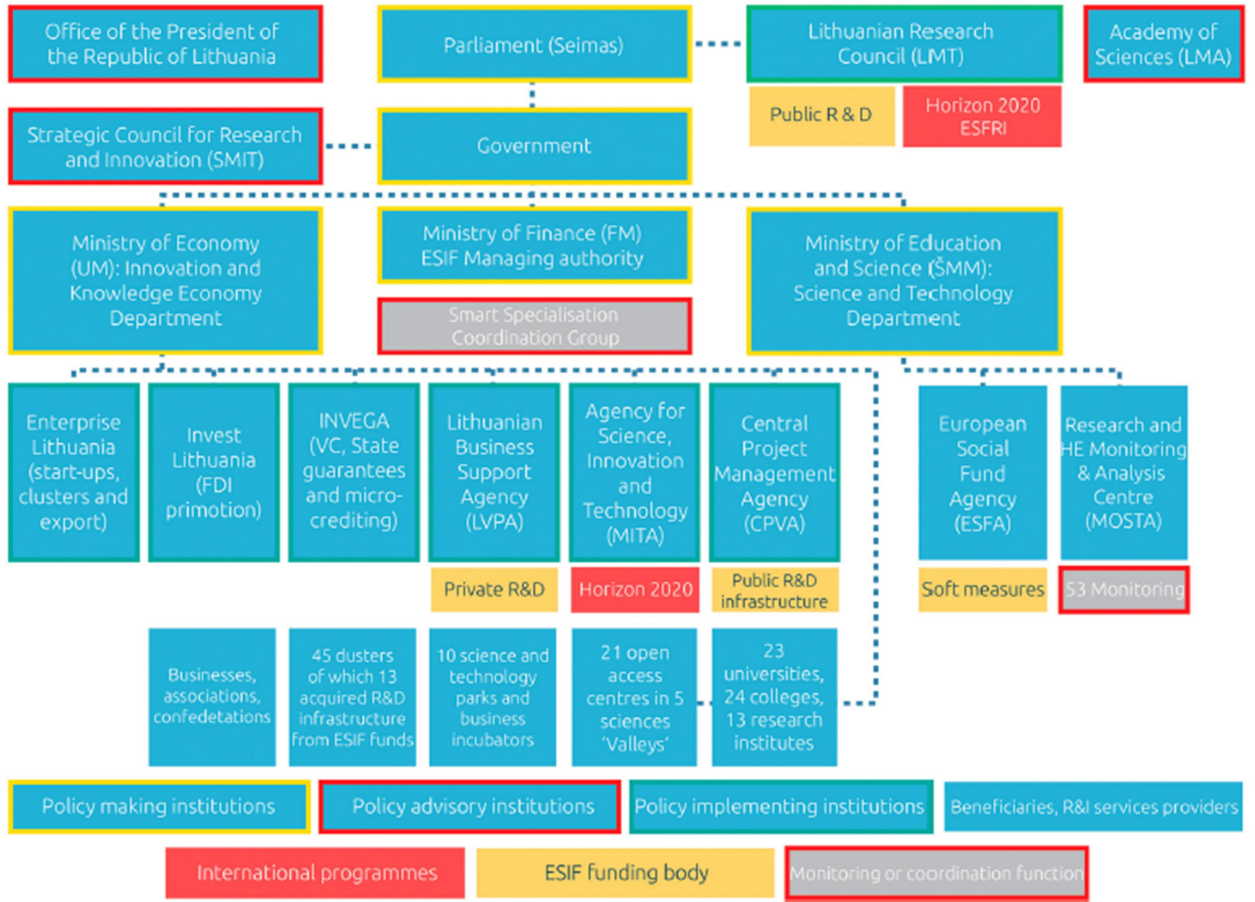 Office of the President of
the Republic of Lithuania
Parliament (Seimas)
Lithuanian Research
Council (LMT)
Academy of
Sciences (LMA)
Public R & D
Horizon 2020
ESFRI
Strategic Council for Research
and Innovation (SMIT)
Government
Ministry of Economy
(UM): Innovation and
Knowledge Economy
Department
Ministry of Finance (FM)
ESIF Managing authority
Smart Specialisation
Coordination Group
Ministry of Education
and Science (ŠMM):
Science and Technology
Department
Enterprise
Lithuania
(start-ups,
clusters and
export)
Invest
Lithuania
(FDI
primotion)
INVEGA
(VC, State
guarantees
and micro-
crediting)
Lithuanian
Business
Support
Agency
(LVPA)
Agency for
Science,
Innovation
and
Technology
(MITA)
Central
Project
Management
Agency
(CPVA)
European
Social
Fund
Agency
(ESFA)
Research and
HE Monitoring
& Analysis
Centre
(MOSTA)
Private R&D
Horizon 2020
Public R&D
infrastructure
Soft measures
S3 Monitoring
Businesses,
associations,
confedetations
45 dusters
of which 13
acquired R&D
infrastructure
from ESIF funds
10 science and
technology
parks and
business
incubators
21 open
access
centres in 5
sciences
‘Valleys’
23
universities,
24 colleges,
13 research
institutes
Policy making institutions
Policy advisory institutions
Policy implementing institutions
Beneficiaries, R&I services providers
International programmes
ESIF funding body
Monitoring or coordination function